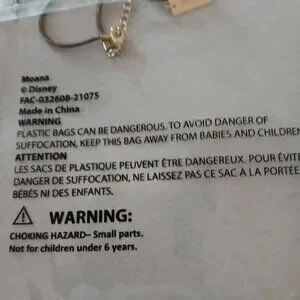 Moana
© Disney
FAC-032608-21075
Made in China
WARNING
PLASTIC BAGS CAN BE DANGEROUS. TO AVOID DANGER OF
SUFFOCATION, KEEP THIS BAG AWAY FROM BABIES AND CHILDREN
ATTENTION
LES SACS DE PLASTIQUE PEUVENT ÊTRE DANGEREUX. POUR ÉVITE
DANGER DE SUFFOCATION, NE LAISSEZ PAS CE SAC À LA PORTÉE
BÉBÉS NI DES ENFANTS.
WARNING:
CHOKING HAZARD– Small parts.
Not for children under 6 years.